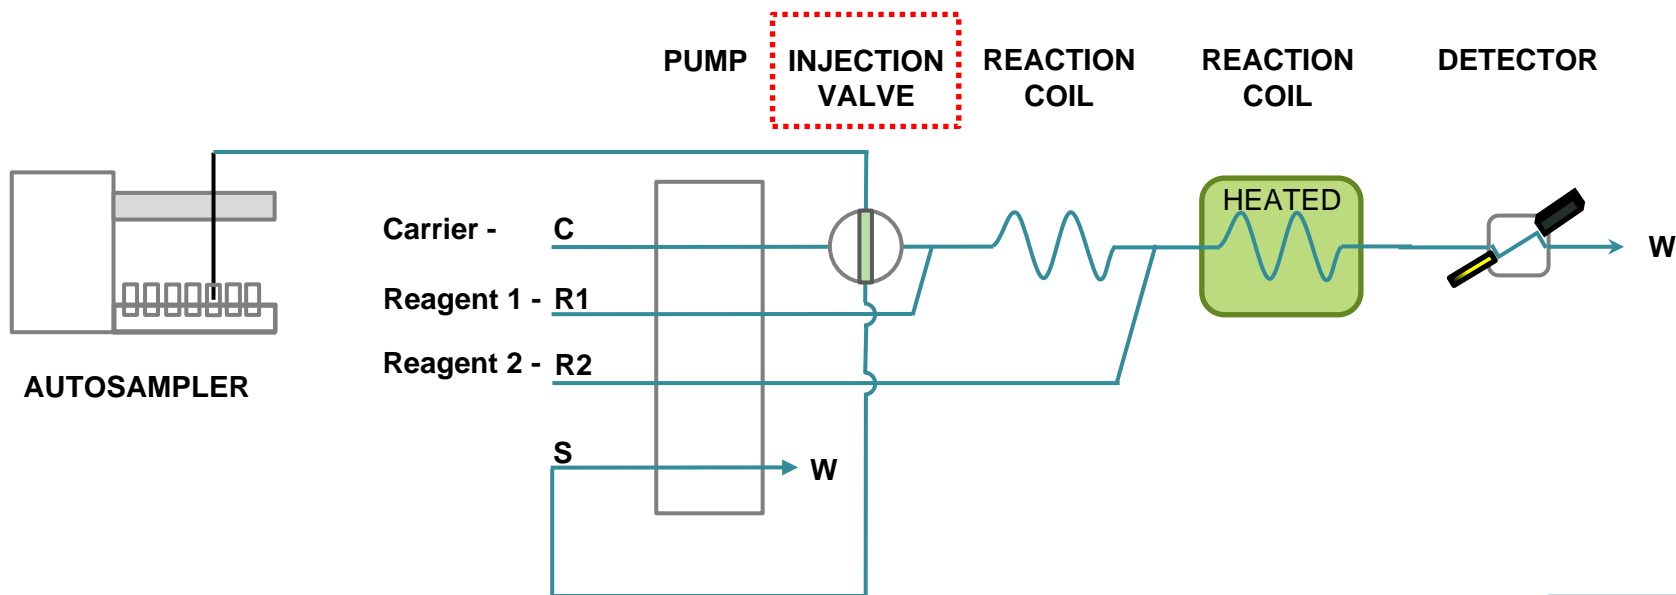 PUMP
INJECTION
VALVE
REACTION
COIL
REACTION
COIL
DETECTOR
HEATED
Carrier - C
W
Reagent 1 - R1
Reagent 2 - R2
AUTOSAMPLER
S
W